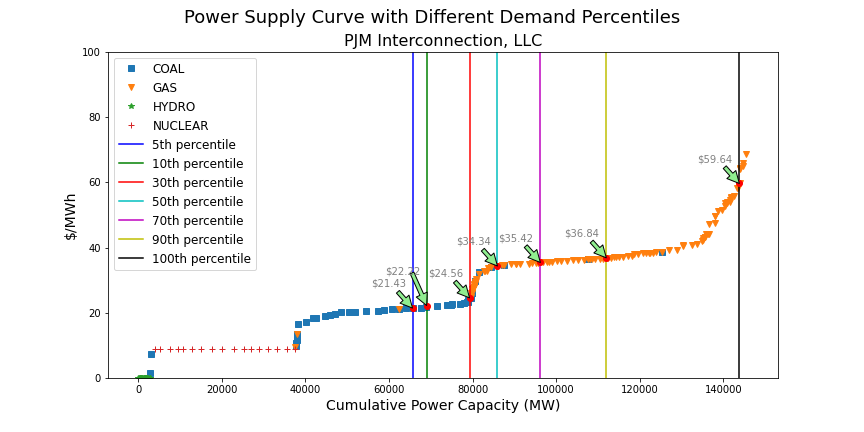 Power Supply Curve with Different Demand Percentiles
PJM Interconnection, LLC
$/MWh
100
80
60
40
20
0
COAL
GAS
HYDRO
NUCLEAR
5th percentile
10th percentile
30th percentile
50th percentile
70th percentile
90th percentile
100th percentile
$21.43
$22.22
$24.56
$34.34
$35.42
$36.84
$59.64
0
20000
40000
60000
80000
100000
120000
140000
Cumulative Power Capacity (MW)